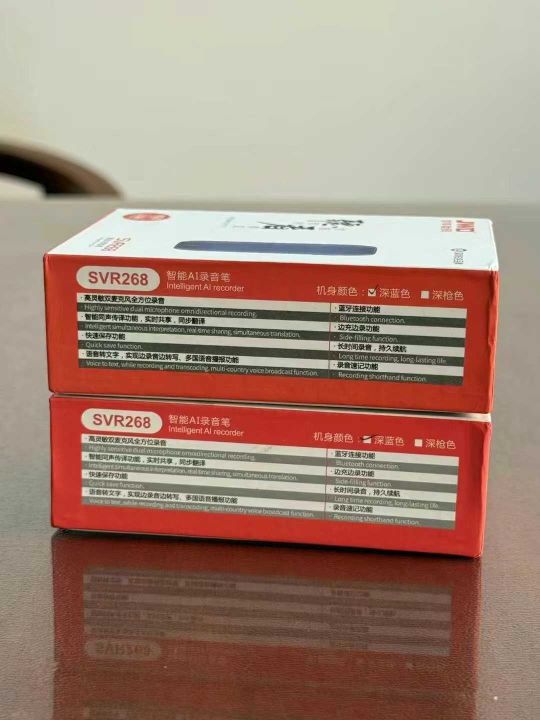 SVR268
智能AI录音笔
Intelligent AI recorder
机身颜色: 深蓝色 深枪色
·高灵敏双麦克风全方位录音
·Highly sensitive dual microphone omnidirectional recording.
·智能同声传译功能，实时共享，同步翻译
Intelligent simultaneous interpretation, real-time sharing, simultaneous translation.
·快速保存功能
·Quick save function.
·语音转文字，实现边录音边转写、多国语音播报功能
Voice to text, while recording and transcoding, multi-country voice broadcast function.
·蓝牙连接功能
Bluetooth connection.
·边充边录功能
·Side-filling function.
·长时间录音，持久续航
Long time recording, long-lasting life.
·录音速记功能
·Recording shorthand function.
SVR268
智能AI录音笔
Intelligent AI recorder
机身颜色: 深蓝色 深枪色
·高灵敏双麦克风全方位录音
·Highly sensitive dual microphone omnidirectional recording.
·智能同声传译功能，实时共享，同步翻译
Intelligent simultaneous interpretation, real-time sharing, simultaneous translation.
·快速保存功能
·Quick save function.
·语音转文字，实现边录音边转写、多国语音播报功能
Voice to text, while recording and transcoding, multi-country voice broadcast function.
·蓝牙连接功能
Bluetooth connection.
·边充边录功能
·Side-filling function.
·长时间录音，持久续航
Long time recording, long-lasting life.
·录音速记功能
·Recording shorthand function.